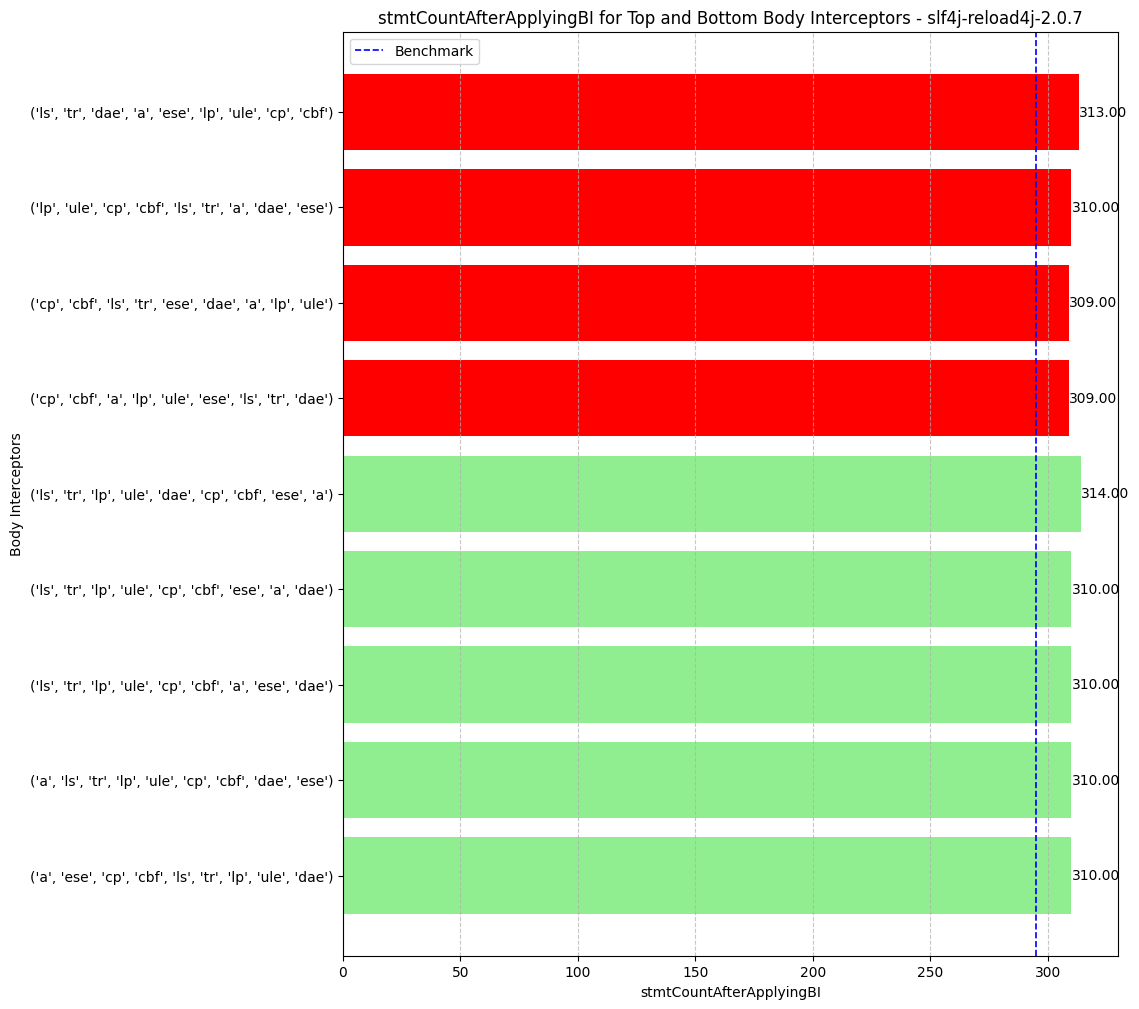 stmtCountAfterApplyingBI for Top and Bottom Body Interceptors - slf4j-reload4j-2.0.7
Benchmark
('ls', 'tr', 'dae', 'a', 'ese', 'lp', 'ule', 'cp', 'cbf') 313.00
('lp', 'ule', 'cp', 'cbf', 'ls', 'tr', 'a', 'dae', 'ese') 310.00
('cp', 'cbf', 'ls', 'tr', 'ese', 'dae', 'a', 'lp', 'ule') 309.00
('cp', 'cbf', 'a', 'lp', 'ule', 'ese', 'ls', 'tr', 'dae') 309.00
('ls', 'tr', 'lp', 'ule', 'dae', 'cp', 'cbf', 'ese', 'a') 314.00
('ls', 'tr', 'lp', 'ule', 'cp', 'cbf', 'ese', 'a', 'dae') 310.00
('ls', 'tr', 'lp', 'ule', 'cp', 'cbf', 'a', 'ese', 'dae') 310.00
('a', 'ls', 'tr', 'lp', 'ule', 'cp', 'cbf', 'dae', 'ese') 310.00
('a', 'ese', 'cp', 'cbf', 'ls', 'tr', 'lp', 'ule', 'dae') 310.00
Body Interceptors
0 50 100 150 200 250 300
stmtCountAfterApplyingBI